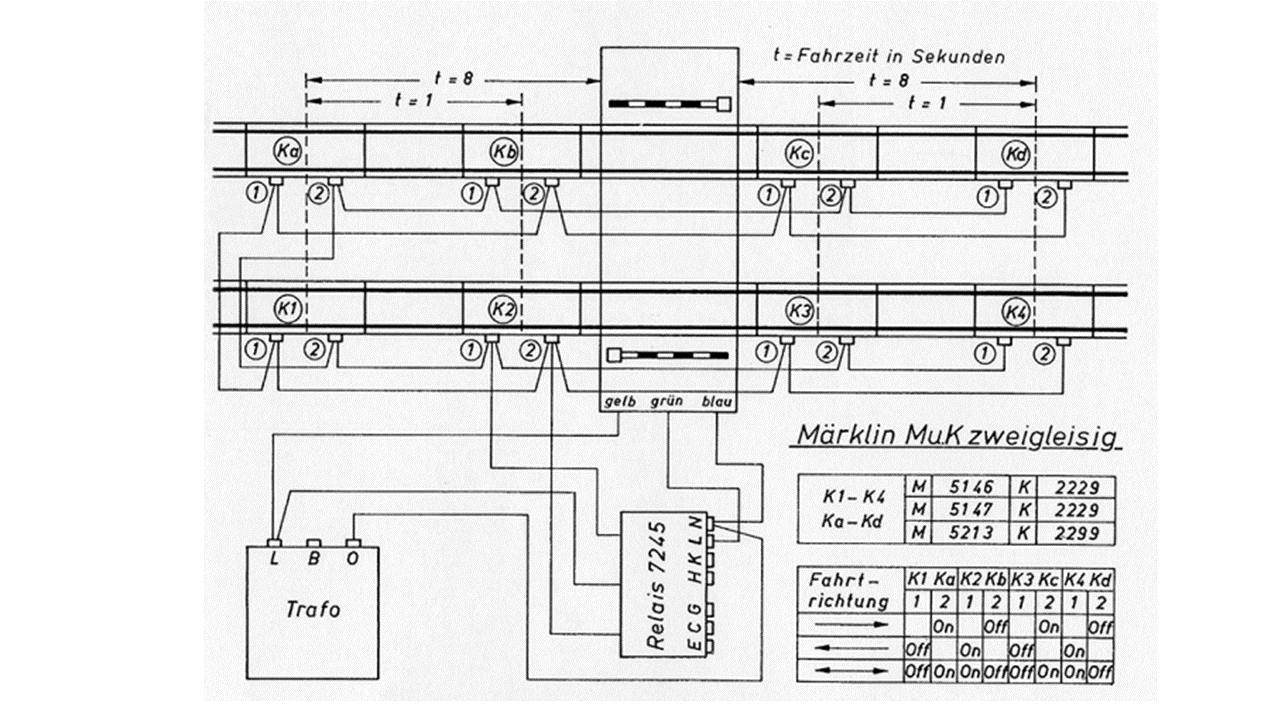 t = Fahrzeit in Sekunden
t = 8
t = 8
t = 1
t = 1
Ka
Kb
Kc
Kd
1 2 1 2 1 2 1 2
K1
K2
K3
K4
1 2 1 2 1 2 1 2
gelb grün blau
Märklin M.u.K zweigleisig
K1 - K4
Ka - Kd
M 5146 K 2229
M 5147 K 2229
M 5213 K 2299
L B 0
Trafo
Relais 7245
E C G H K L N
Fahrt-
richtung
K1 Ka K2 Kb K3 Kc K4 Kd
1 2 1 2 1 2 1 2
On Off On Off
Off On Off On
Off On On Off Off On On Off